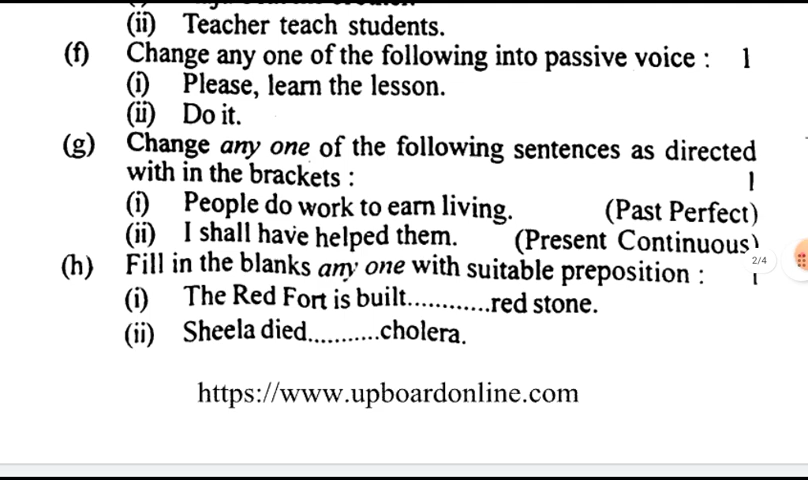 (ii) Teacher teach students.
(f) Change any one of the following into passive voice : 1
(i) Please, learn the lesson.
(ii) Do it.
(g) Change any one of the following sentences as directed
with in the brackets : 1
(i) People do work to earn living. (Past Perfect)
(ii) I shall have helped them. (Present Continuous)
(h) Fill in the blanks any one with suitable preposition : 1
2/4
(i) The Red Fort is built............red stone.
(ii) Sheela died...........cholera.
https://www.upboardonline.com